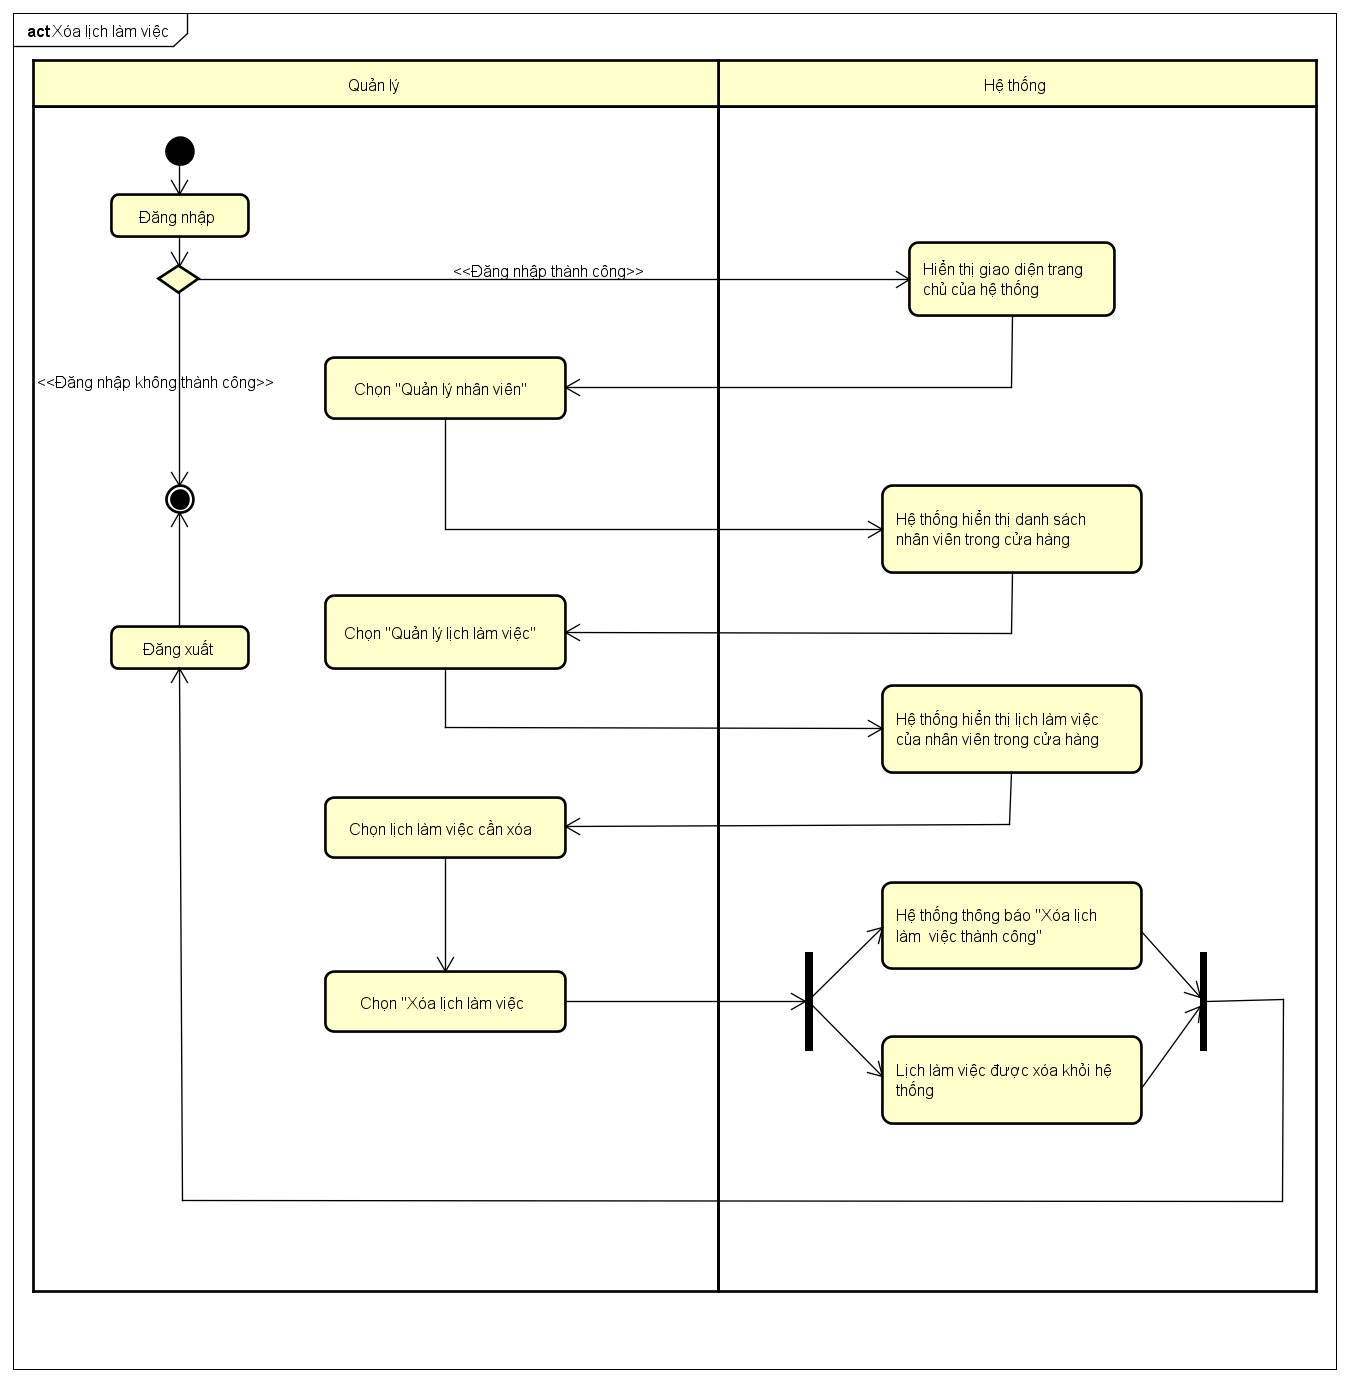 act Xóa lịch làm việc
Quản lý
Hệ thống
Đăng nhập
<<Đăng nhập thành công>>
Hiển thị giao diện trang
chủ của hệ thống
<<Đăng nhập không thành công>>
Chọn "Quản lý nhân viên"
Hệ thống hiển thị danh sách
nhân viên trong cửa hàng
Chọn "Quản lý lịch làm việc"
Đăng xuất
Hệ thống hiển thị lịch làm việc
của nhân viên trong cửa hàng
Chọn lịch làm việc cần xóa
Hệ thống thông báo "Xóa lịch
làm  việc thành công"
Chọn "Xóa lịch làm việc
Lịch làm việc được xóa khỏi hệ
thống